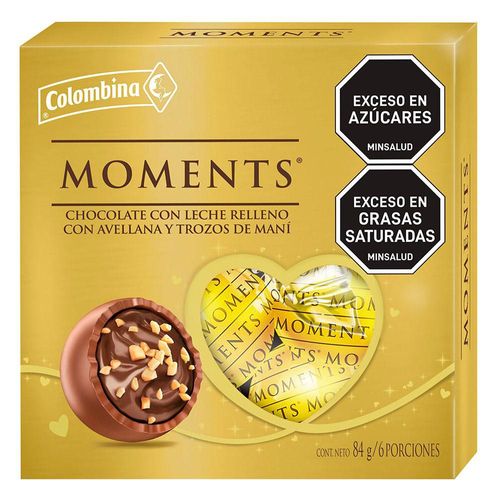 MOMENTS®
Colombina®
EXCESO EN
AZÚCARES
MINSALUD
MOMENTS®
CHOCOLATE CON LECHE RELLENO
CON AVELLANA Y TROZOS DE MANÍ
EXCESO EN
GRASAS
SATURADAS
MINSALUD
MOMENTS
MOMENTS
MOMENTS
MOMENTS
CONT. NETO 84 g/6 PORCIONES